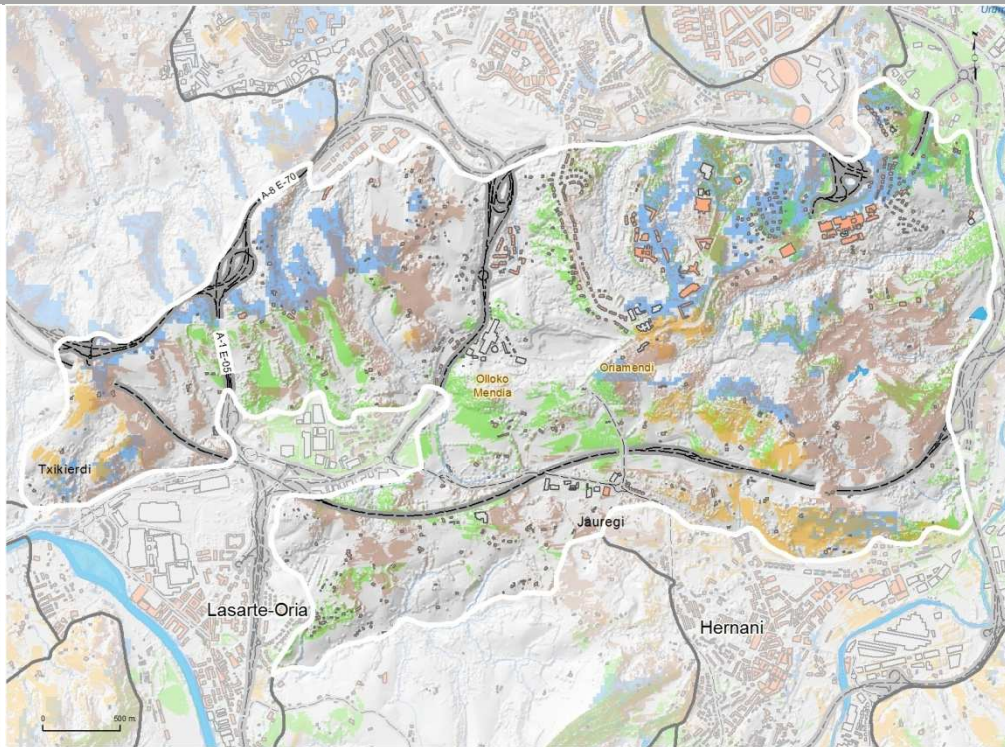 A-8 E-70
A-1 E-05
Olloko
Mendia
Oriamendi
Txikierdi
Jauregi
Lasarte-Oria
Hernani
0 500 m